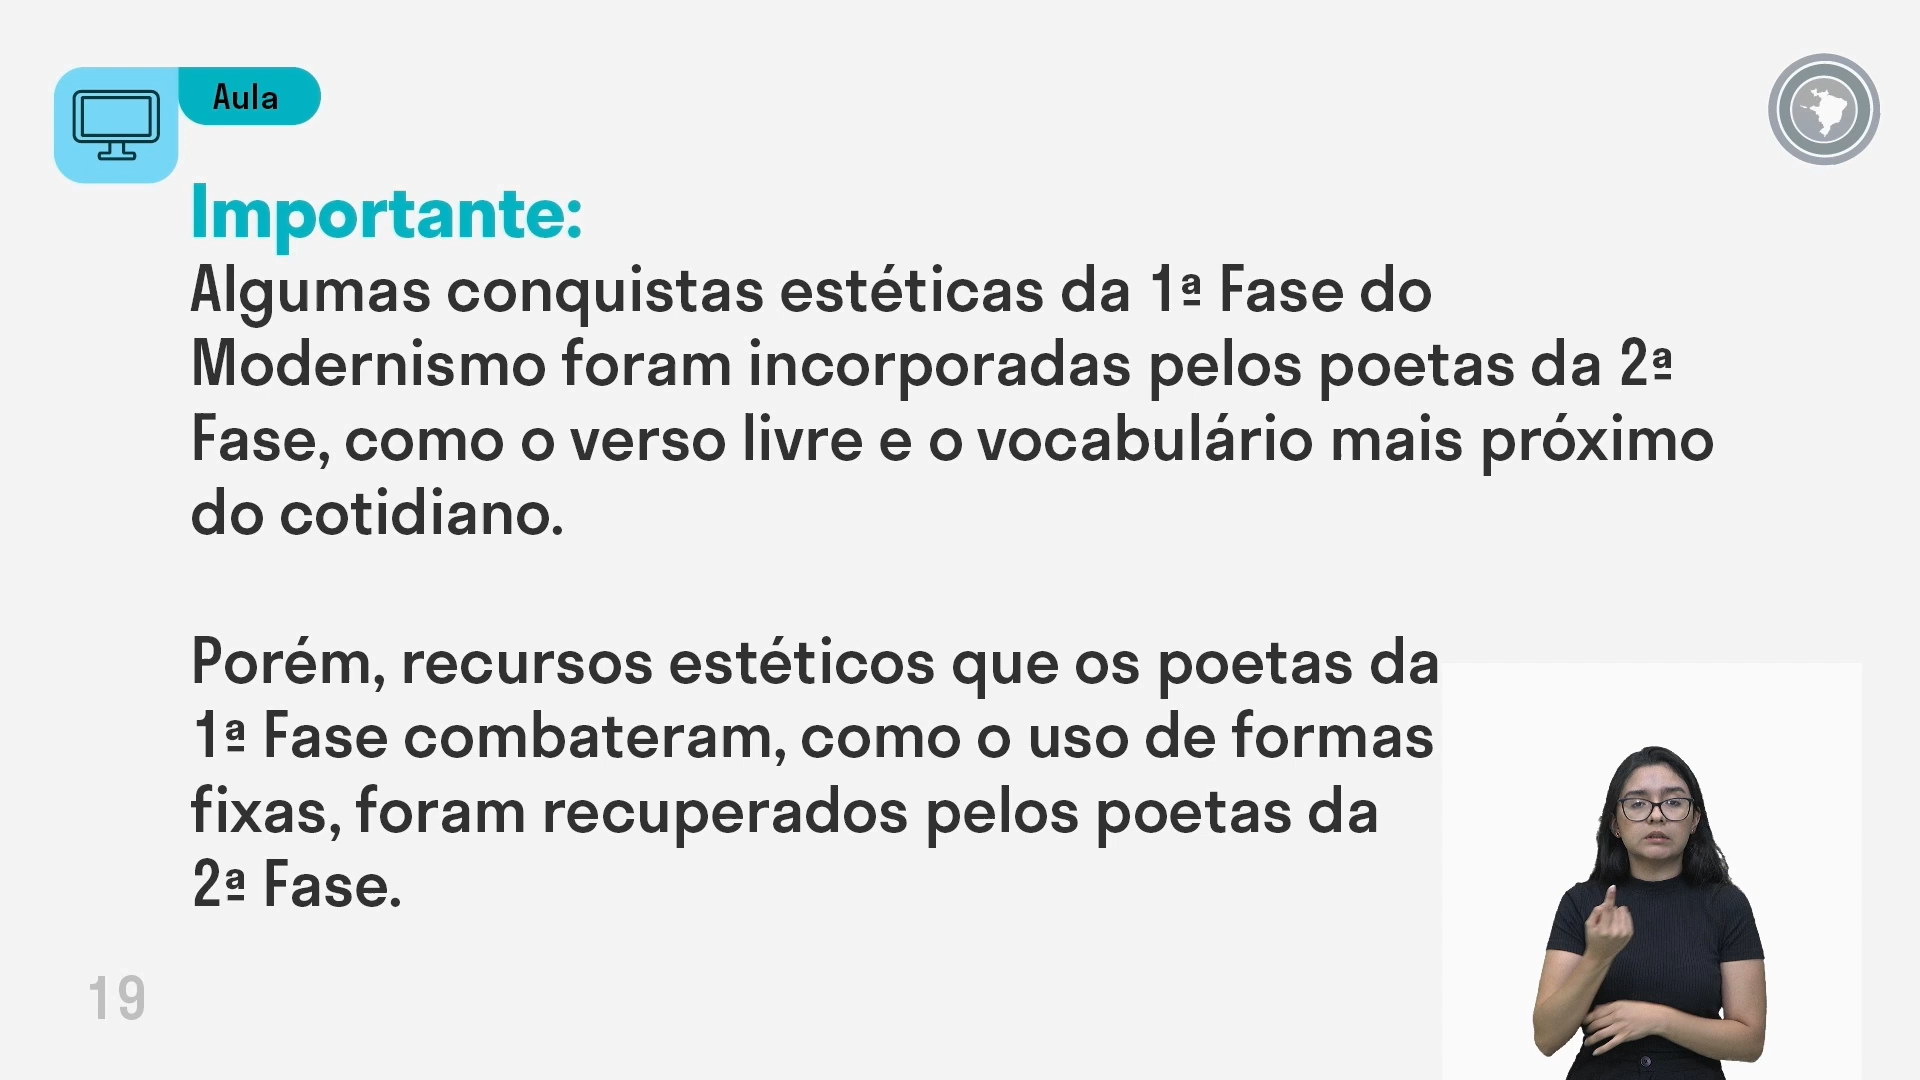 Aula
Importante:
Algumas conquistas estéticas da 1ª Fase do
Modernismo foram incorporadas pelos poetas da 2ª
Fase, como o verso livre e o vocabulário mais próximo
do cotidiano.
Porém, recursos estéticos que os poetas da
1ª Fase combateram, como o uso de formas
fixas, foram recuperados pelos poetas da
2ª Fase.
19